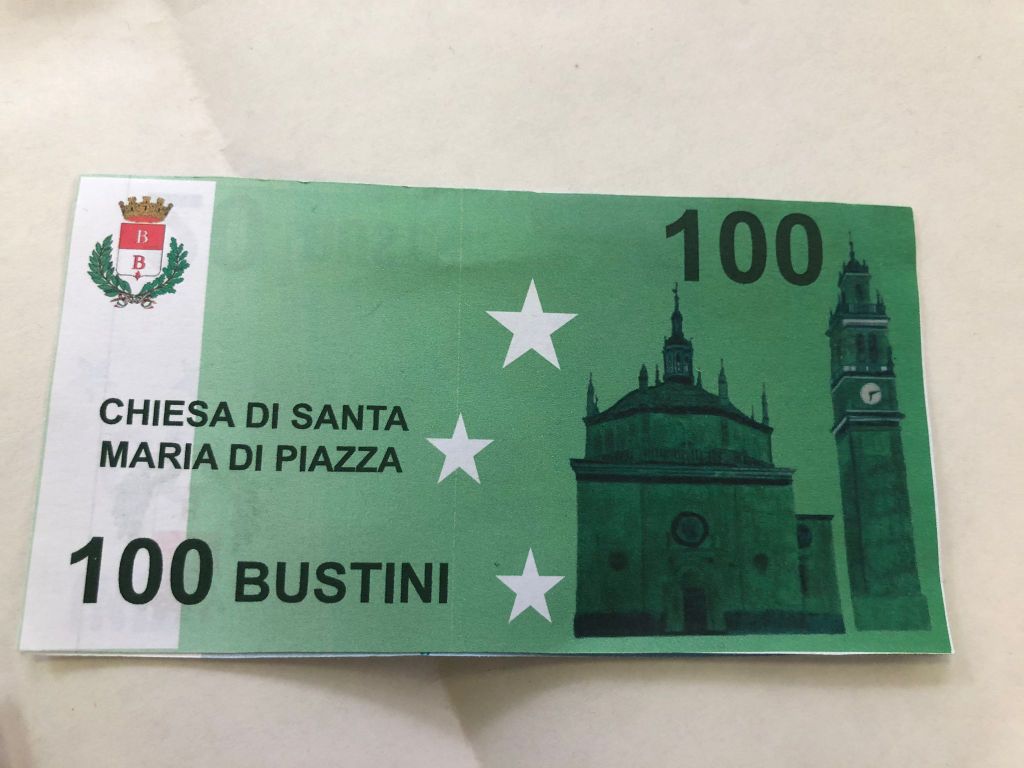 100
B
B
CHIESA DI SANTA
MARIA DI PIAZZA
100 BUSTINI